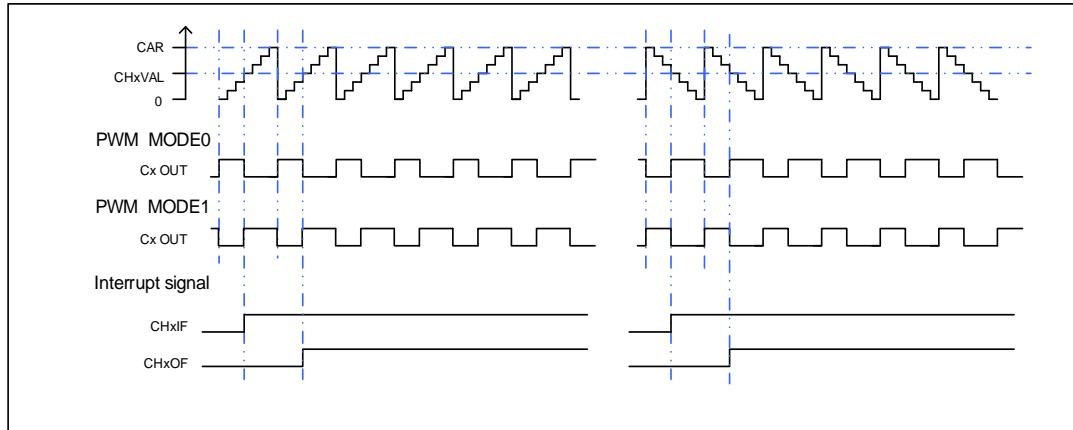 CAR
CHxVAL
0
PWM MODE0
Cx OUT
PWM MODE1
Cx OUT
Interrupt signal
CHxIF
CHxOF